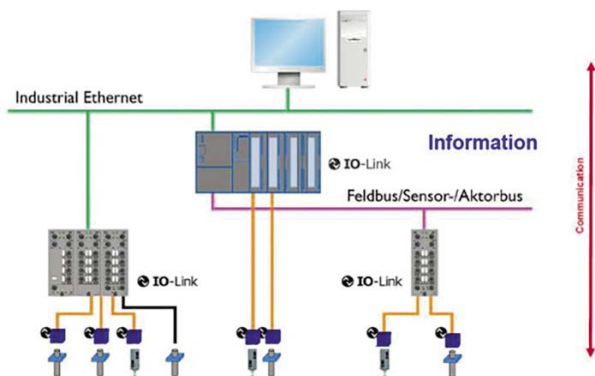 Industrial Ethernet
Information
IO-Link
Feldbus/Sensor-/Aktorbus
IO-Link
IO-Link
Communication